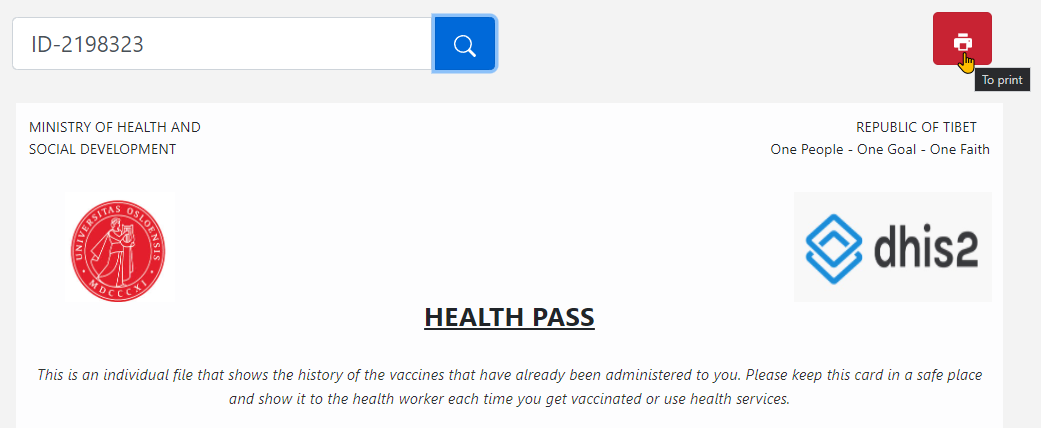 ID-2198323
To print
MINISTRY OF HEALTH AND
SOCIAL DEVELOPMENT
REPUBLIC OF TIBET
One People - One Goal - One Faith
UNIVERSITAS OSLOENSIS
MDCCCXI
dhis2
HEALTH PASS
This is an individual file that shows the history of the vaccines that have already been administered to you. Please keep this card in a safe place
and show it to the health worker each time you get vaccinated or use health services.